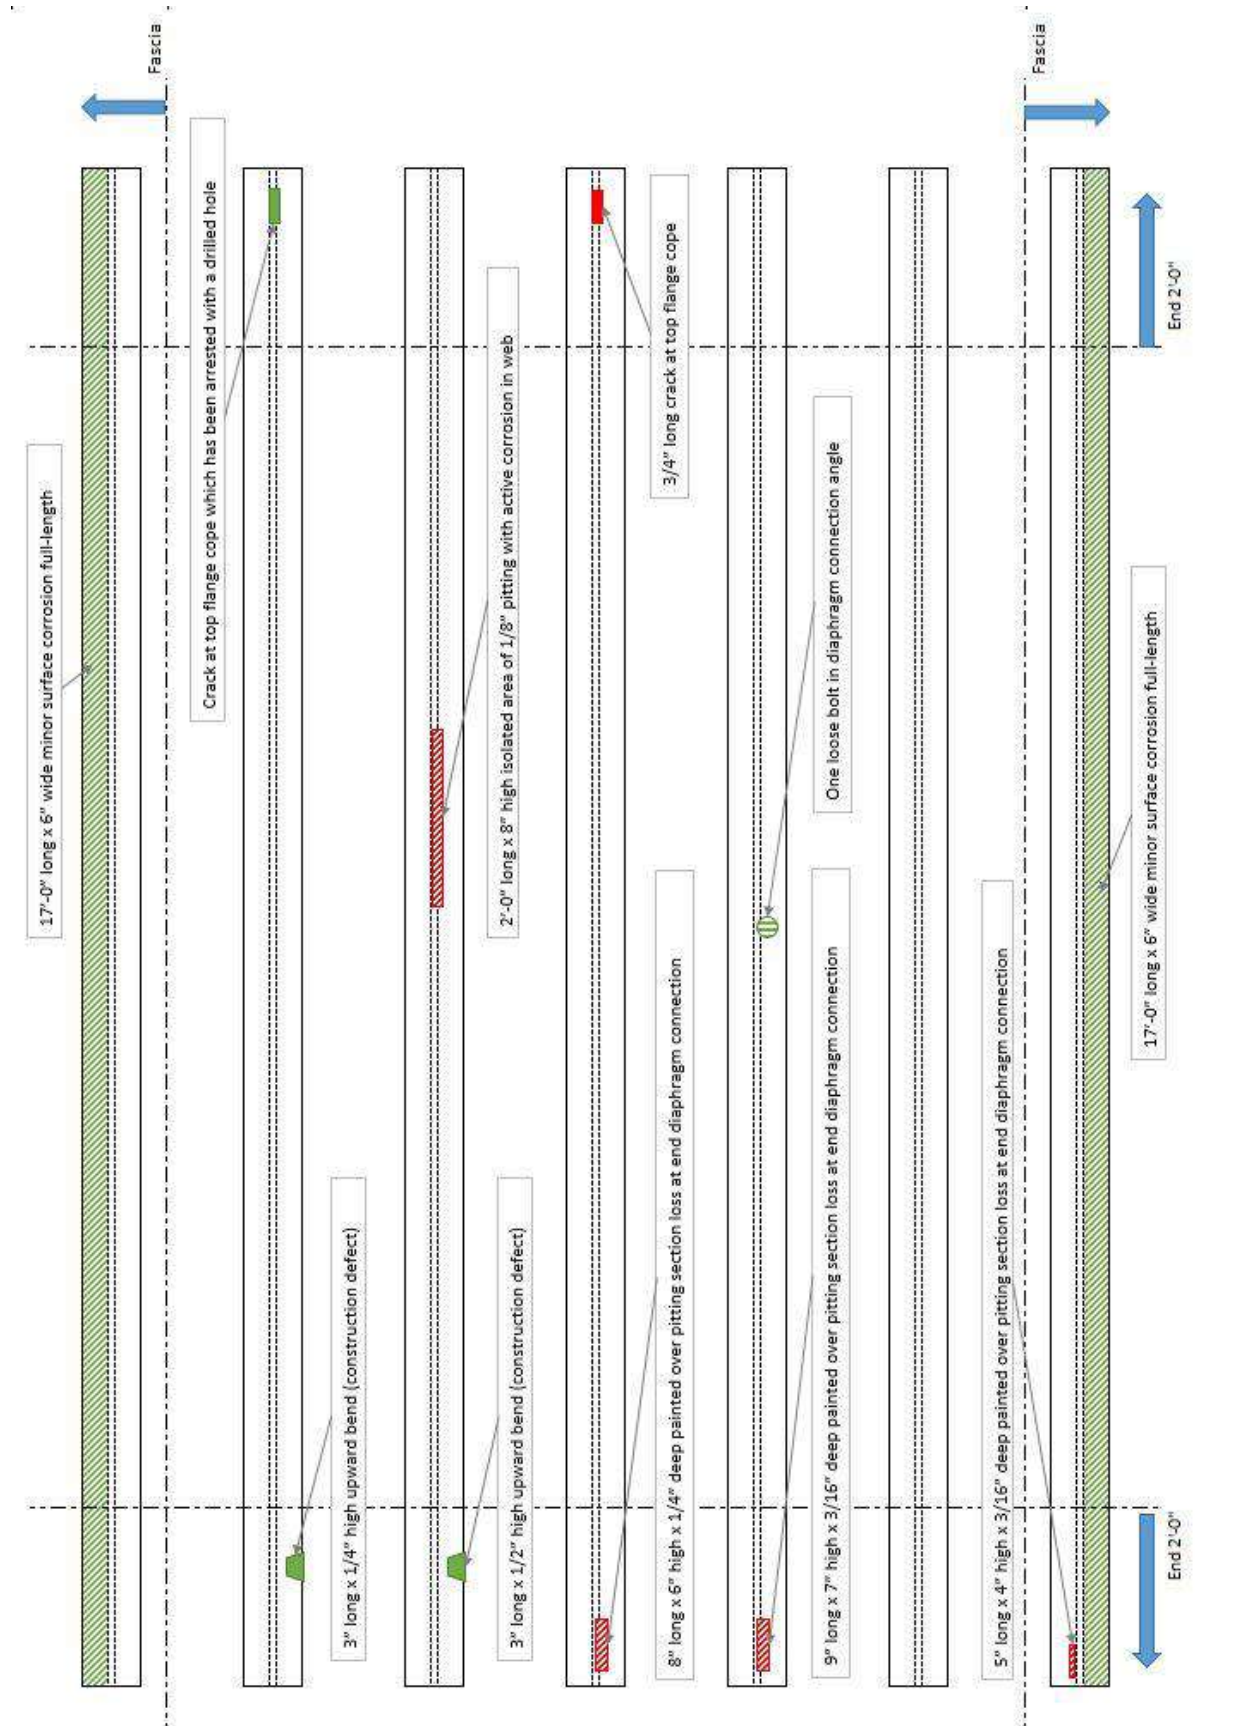 Fascia
Fascia
17'-0" long x 6" wide minor surface corrosion full-length
Crack at top flange cope which has been arrested with a drilled hole
2'-0" long x 8" high isolated area of 1/8" pitting with active corrosion in web
3/4" long crack at top flange cope
End 2'-0"
One loose bolt in diaphragm connection angle
17'-0" long x 6" wide minor surface corrosion full-length
3" long x 1/4" high upward bend (construction defect)
3" long x 1/2" high upward bend (construction defect)
8" long x 6" high x 1/4" deep painted over pitting section loss at end diaphragm connection
9" long x 7" high x 3/16" deep painted over pitting section loss at end diaphragm connection
5" long x 4" high x 3/16" deep painted over pitting section loss at end diaphragm connection
End 2'-0"